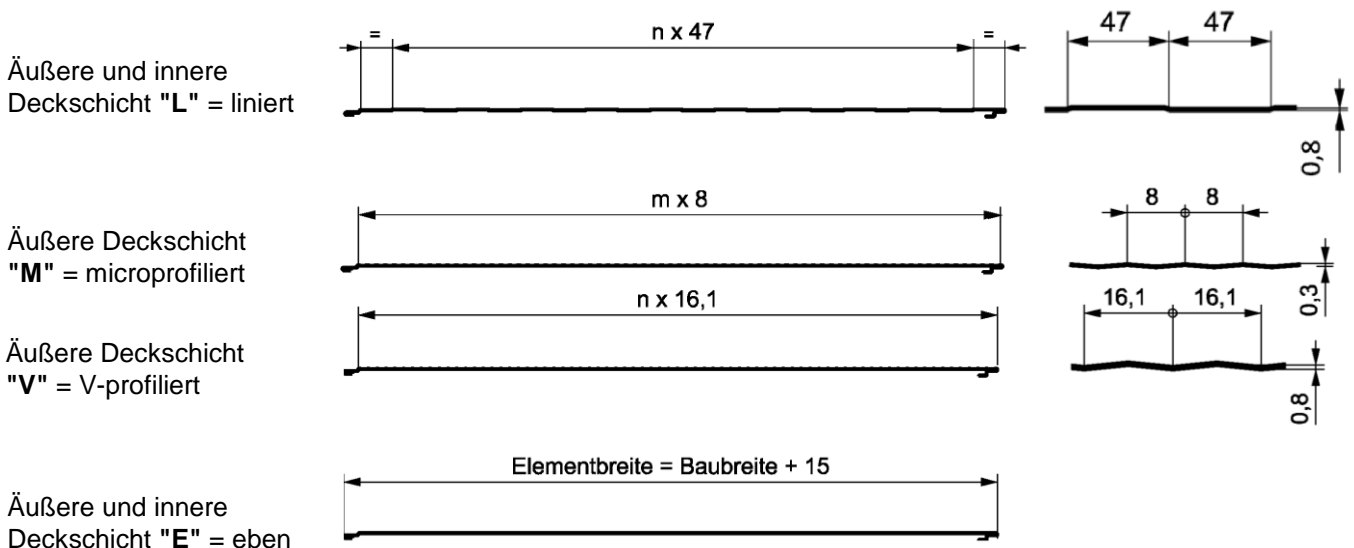 = n x 47 =
47 47
Äußere und innere
Deckschicht "L" = liniert
0,8
m x 8
8 8
Äußere Deckschicht
"M" = microprofiliert
0,3
n x 16,1
16,1 16,1
Äußere Deckschicht
"V" = V-profiliert
0,8
Elementbreite = Baubreite + 15
Äußere und innere
Deckschicht "E" = eben